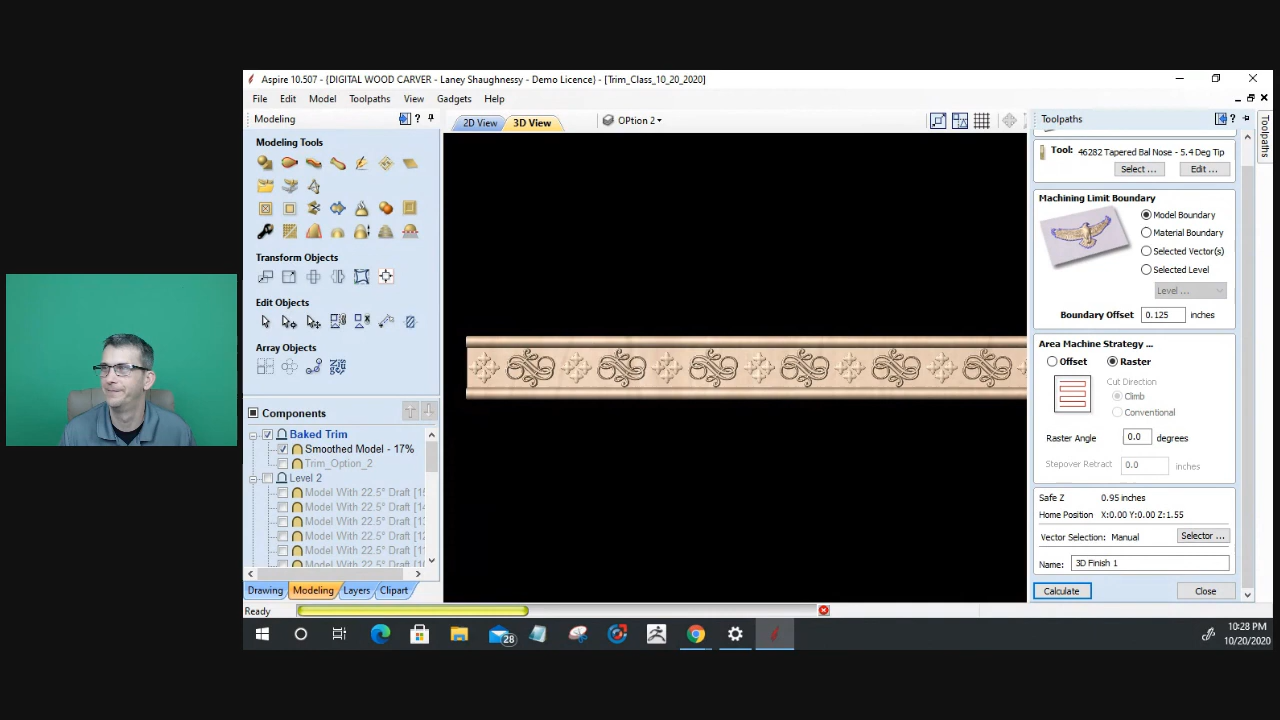 Aspire 10.507 - {DIGITAL WOOD CARVER - Laney Shaughnessy - Demo Licence} - [Trim_Class_10_20_2020]
File Edit Model Toolpaths View Gadgets Help
Modeling
2D View 3D View OPtion 2
Toolpaths
Toolpaths
Modeling Tools
Transform Objects
Edit Objects
Array Objects
Components
Baked Trim
Smoothed Model - 17%
Trim_Option_2
Level 2
Model With 22.5° Draft [1
Model With 22.5° Draft [14
Model With 22.5° Draft [1
Model With 22.5° Draft [12
Model With 22.5° Draft [11
Model With 22.5° Draft [10
Drawing Modeling Layers Clipart
Ready
Tool: 46282 Tapered Bal Nose - 5.4 Deg Tip
Select ... Edit ...
Machining Limit Boundary
Model Boundary
Material Boundary
Selected Vector(s)
Selected Level
Level ...
Boundary Offset 0.125 inches
Area Machine Strategy ...
Offset Raster
Cut Direction
Climb
Conventional
Raster Angle 0.0 degrees
Stepover Retract 0.0 inches
Safe Z 0.95 inches
Home Position X:0.00 Y:0.00 Z:1.55
Vector Selection: Manual Selector ...
Name: 3D Finish 1
Calculate Close
28
10:28 PM
10/20/2020